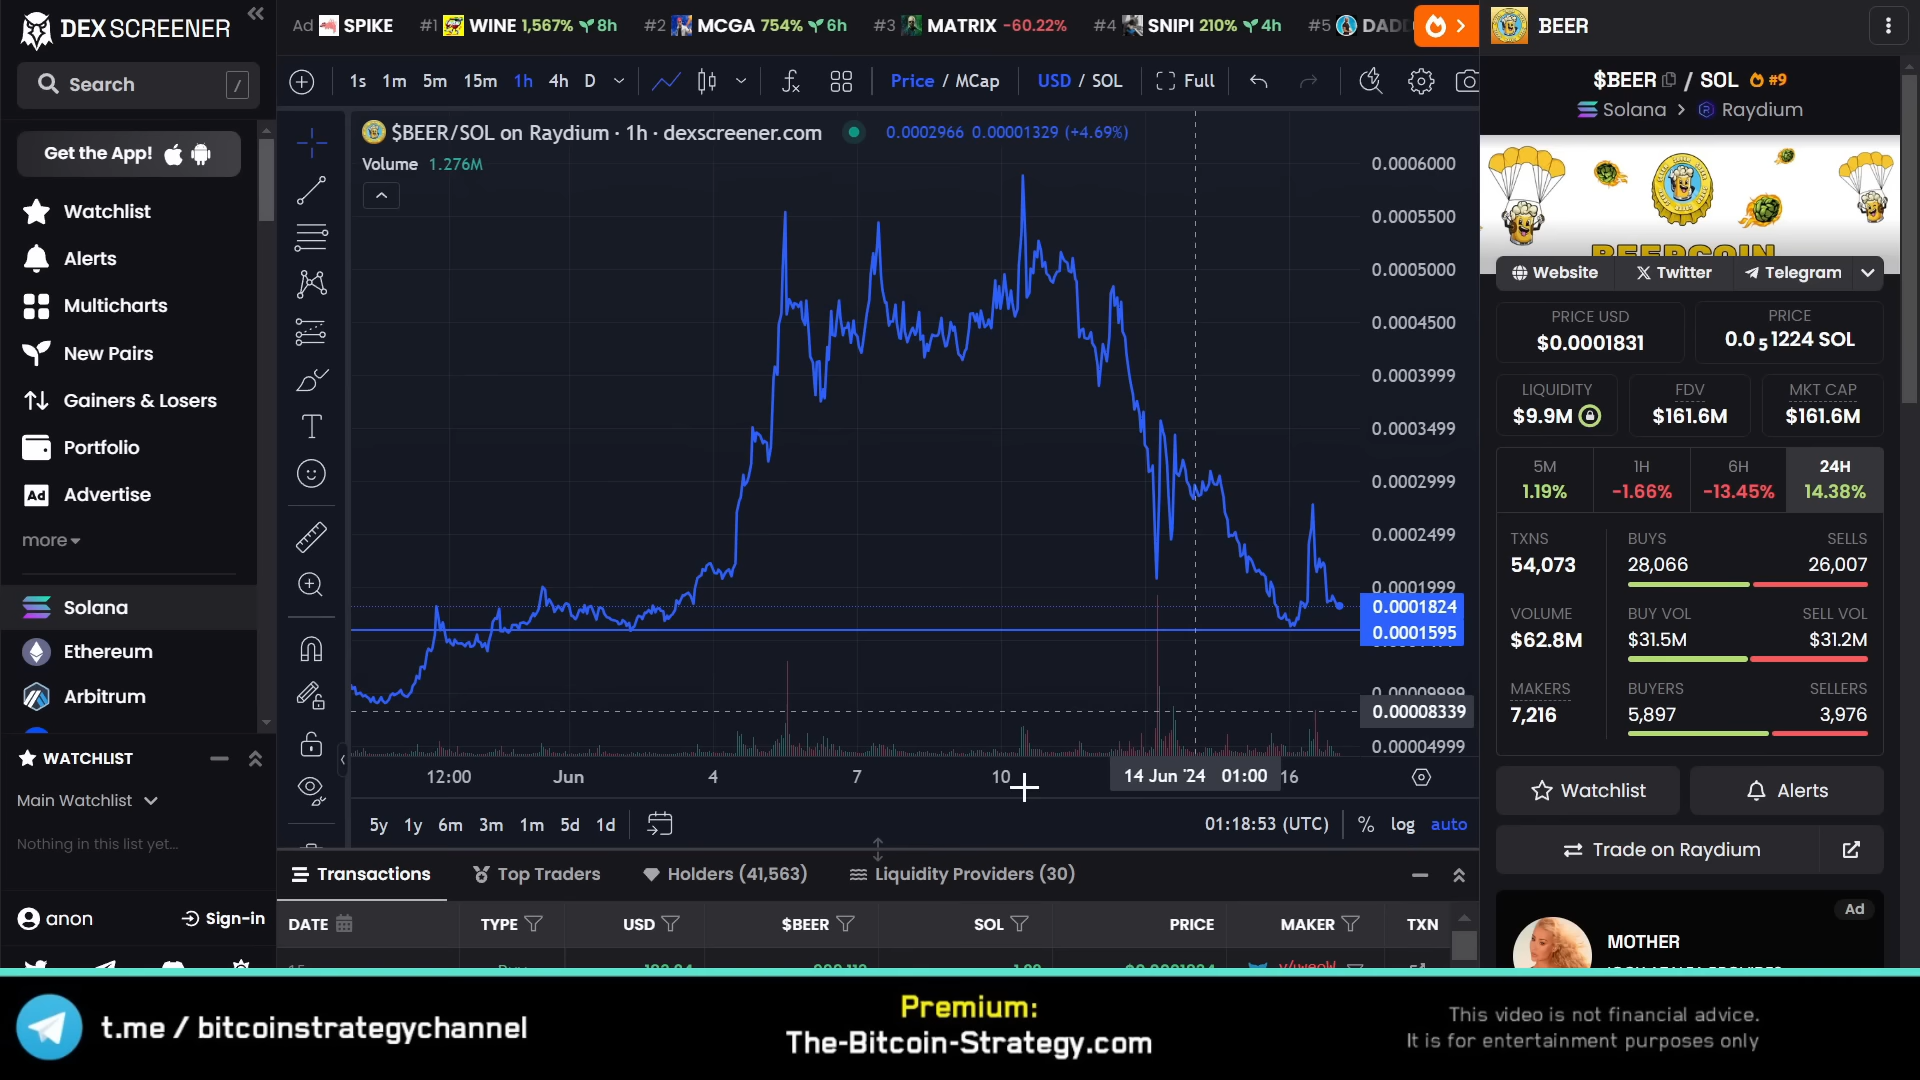 DEX SCREENER
Search
/
Get the App!
Watchlist
Alerts
Multicharts
New Pairs
Gainers & Losers
Portfolio
Ad
Advertise
more
Solana
Ethereum
Arbitrum
WATCHLIST
Main Watchlist
Nothing in this list yet...
anon
Sign-in
Ad SPIKE #1 WINE 1,567% 8h #2 MCGA 754% 6h #3 MATRIX -60.22% #4 SNIPI 210% 4h #5
1s 1m 5m 15m 1h 4h D Price / MCap USD / SOL Full
$BEER/SOL on Raydium · 1h · dexscreener.com 0.0002966 0.00001329 (+4.69%)
Volume 1.276M
0.0006000
0.0005500
0.0005000
0.0004500
0.0003999
0.0003499
0.0002999
0.0002499
0.0001999
0.0001824
0.0001595
0.00009999
0.00008339
0.00004999
12:00 Jun 4 7 10 14 Jun '24 01:00 16
5y 1y 6m 3m 1m 5d 1d 01:18:53 (UTC) % log auto
Transactions Top Traders Holders (41,563) Liquidity Providers (30)
DATE TYPE USD $BEER SOL PRICE MAKER TXN
BEER
$BEER / SOL #9
Solana > Raydium
BEERCOIN
Website Twitter Telegram
PRICE USD
$0.0001831
PRICE
0.0₅1224 SOL
LIQUIDITY
$9.9M
FDV
$161.6M
MKT CAP
$161.6M
5M
1.19%
1H
-1.66%
6H
-13.45%
24H
14.38%
TXNS
54,073
BUYS SELLS
28,066 26,007
VOLUME
$62.8M
BUY VOL SELL VOL
$31.5M $31.2M
MAKERS
7,216
BUYERS SELLERS
5,897 3,976
Watchlist Alerts
Trade on Raydium
Ad
MOTHER
t.me / bitcoinstrategychannel
Premium:
The-Bitcoin-Strategy.com
This video is not financial advice.
It is for entertainment purposes only